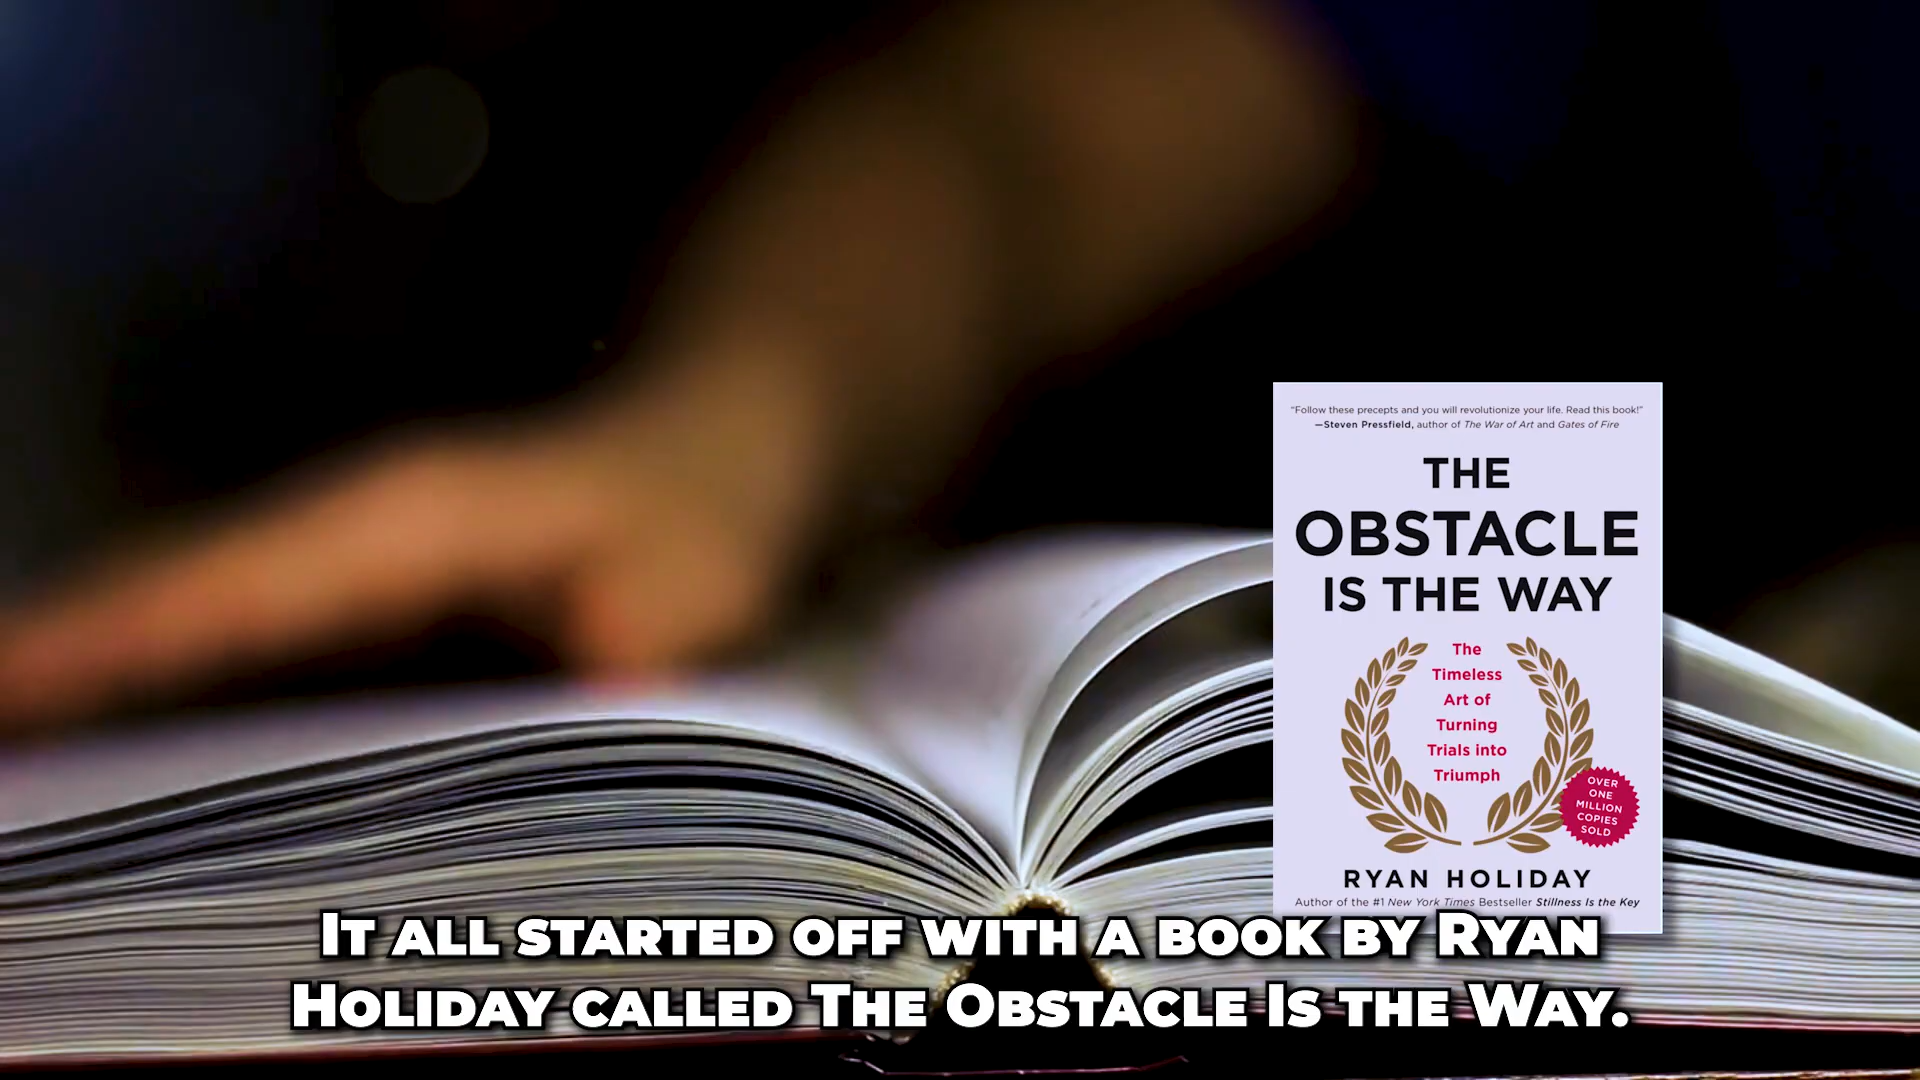 “Follow these precepts and you will revolutionize your life. Read this book!”
—Steven Pressfield, author of The War of Art and Gates of Fire
THE
OBSTACLE
IS THE WAY
The
Timeless
Art of
Turning
Trials into
Triumph
OVER
ONE
MILLION
COPIES
SOLD
RYAN HOLIDAY
Author of the #1 New York Times Bestseller Stillness Is the Key
It all started off with a book by Ryan
Holiday called The Obstacle Is the Way.